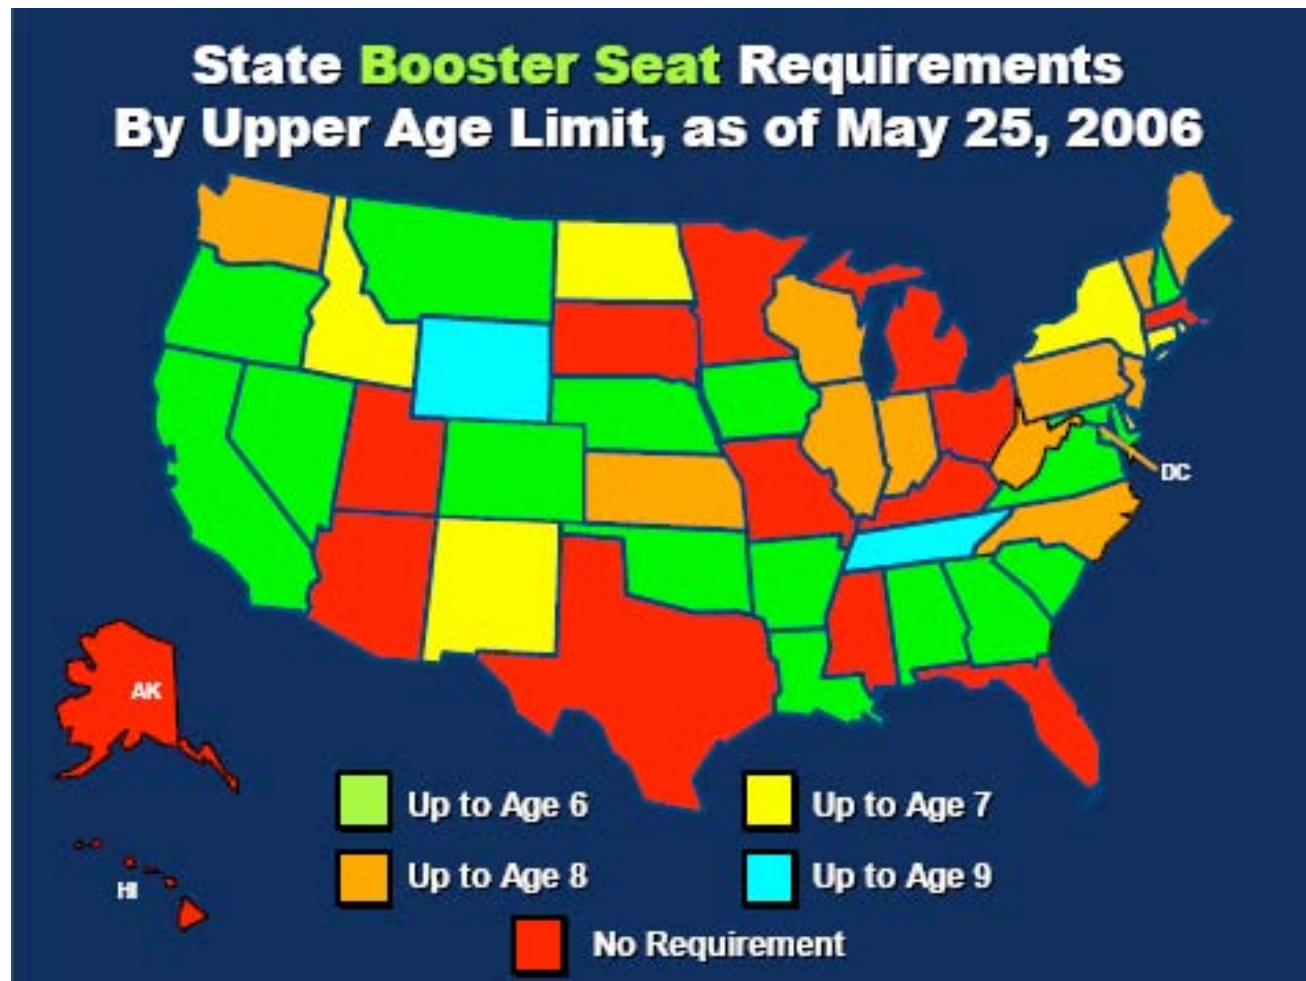 State Booster Seat Requirements
By Upper Age Limit, as of May 25, 2006
DC
AK
HI
Up to Age 6
Up to Age 7
Up to Age 8
Up to Age 9
No Requirement